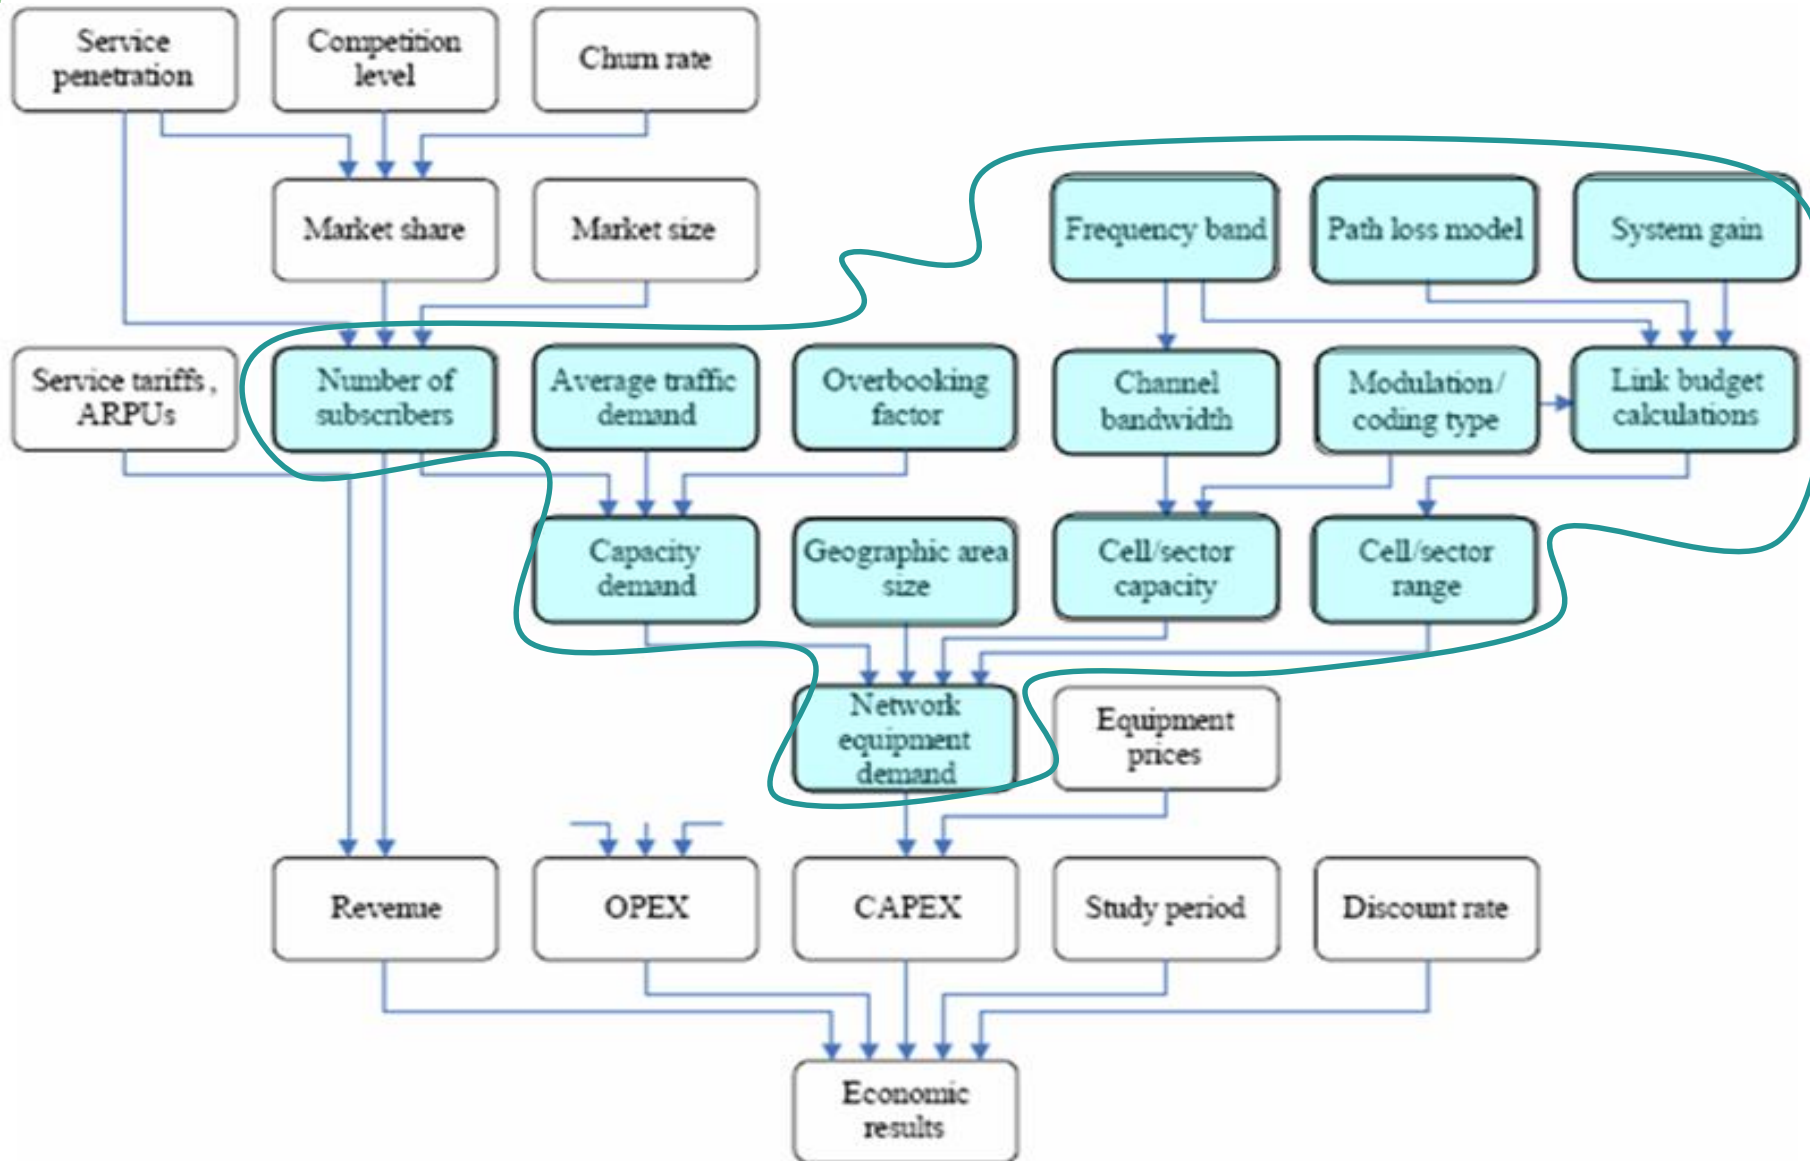 Service
penetration
Competition
level
Churn rate
Market share
Market size
Frequency band
Path loss model
System gain
Service tariffs,
ARPUs
Number of
subscribers
Average traffic
demand
Overbooking
factor
Channel
bandwidth
Modulation/
coding type
Link budget
calculations
Capacity
demand
Geographic area
size
Cell/sector
capacity
Cell/sector
range
Network
equipment
demand
Equipment
prices
Revenue
OPEX
CAPEX
Study period
Discount rate
Economic
results